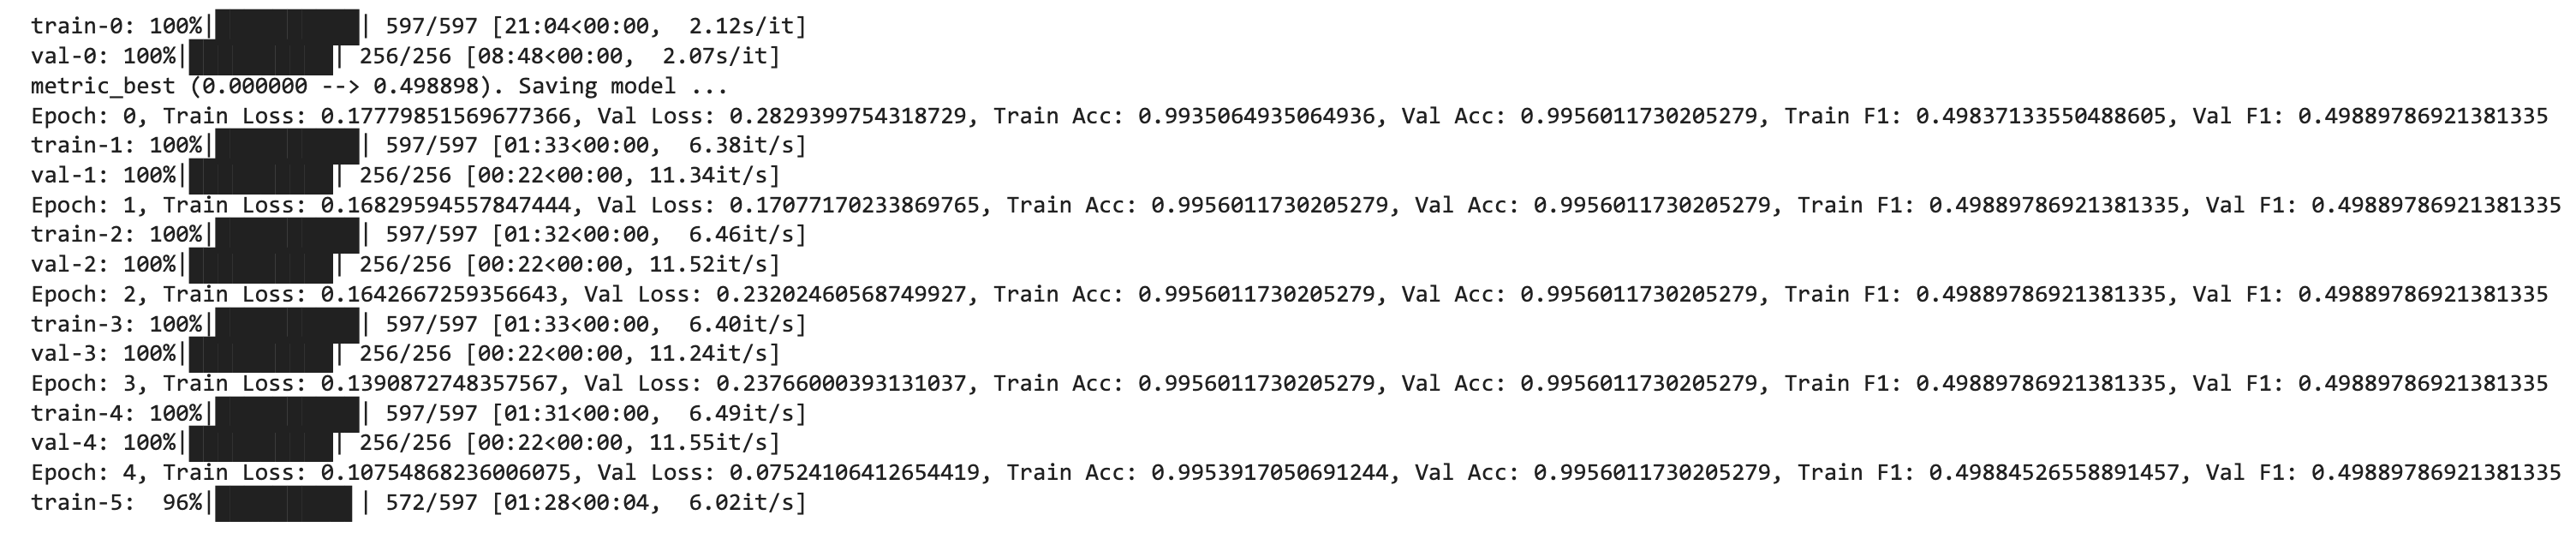 train-0: 100%|██████████| 597/597 [21:04<00:00,  2.12s/it]
val-0: 100%|██████████| 256/256 [08:48<00:00,  2.07s/it]
metric_best (0.000000 --> 0.498898). Saving model ...
Epoch: 0, Train Loss: 0.17779851569677366, Val Loss: 0.2829399754318729, Train Acc: 0.9935064935064936, Val Acc: 0.9956011730205279, Train F1: 0.49837133550488605, Val F1: 0.49889786921381335
train-1: 100%|██████████| 597/597 [01:33<00:00,  6.38it/s]
val-1: 100%|██████████| 256/256 [00:22<00:00, 11.34it/s]
Epoch: 1, Train Loss: 0.16829594557847444, Val Loss: 0.17077170233869765, Train Acc: 0.9956011730205279, Val Acc: 0.9956011730205279, Train F1: 0.49889786921381335, Val F1: 0.49889786921381335
train-2: 100%|██████████| 597/597 [01:32<00:00,  6.46it/s]
val-2: 100%|██████████| 256/256 [00:22<00:00, 11.52it/s]
Epoch: 2, Train Loss: 0.1642667259356643, Val Loss: 0.23202460568749927, Train Acc: 0.9956011730205279, Val Acc: 0.9956011730205279, Train F1: 0.49889786921381335, Val F1: 0.49889786921381335
train-3: 100%|██████████| 597/597 [01:33<00:00,  6.40it/s]
val-3: 100%|██████████| 256/256 [00:22<00:00, 11.24it/s]
Epoch: 3, Train Loss: 0.1390872748357567, Val Loss: 0.23766000393131037, Train Acc: 0.9956011730205279, Val Acc: 0.9956011730205279, Train F1: 0.49889786921381335, Val F1: 0.49889786921381335
train-4: 100%|██████████| 597/597 [01:31<00:00,  6.49it/s]
val-4: 100%|██████████| 256/256 [00:22<00:00, 11.55it/s]
Epoch: 4, Train Loss: 0.10754868236006075, Val Loss: 0.07524106412654419, Train Acc: 0.9953917050691244, Val Acc: 0.9956011730205279, Train F1: 0.49884526558891457, Val F1: 0.49889786921381335
train-5:  96%|█████████▌| 572/597 [01:28<00:04,  6.02it/s]